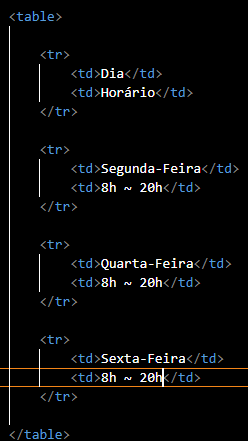 <table>
<tr>
<td>Dia</td>
<td>Horário</td>
</tr>
<tr>
<td>Segunda-Feira</td>
<td>8h ~ 20h</td>
</tr>
<tr>
<td>Quarta-Feira</td>
<td>8h ~ 20h</td>
</tr>
<tr>
<td>Sexta-Feira</td>
<td>8h ~ 20h</td>
</tr>
</table>